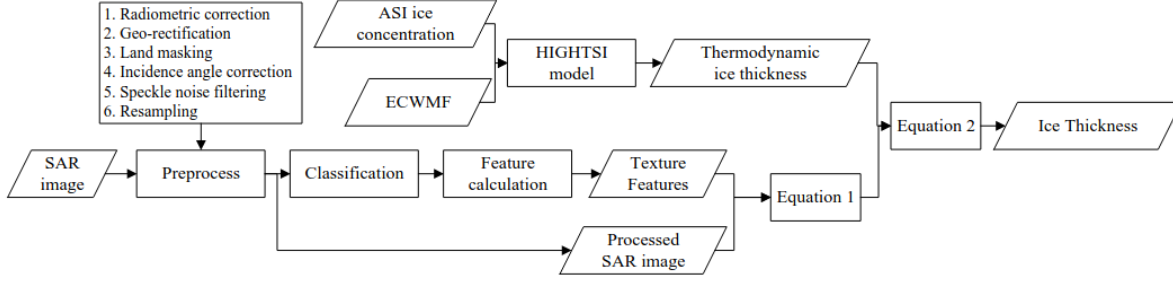 1. Radiometric correction
2. Geo-rectification
3. Land masking
4. Incidence angle correction
5. Speckle noise filtering
6. Resampling
ASI ice
concentration
ECWMF
HIGHTSI
model
Thermodynamic
ice thickness
Equation 2
Ice Thickness
SAR
image
Preprocess
Classification
Feature
calculation
Texture
Features
Equation 1
Processed
SAR image